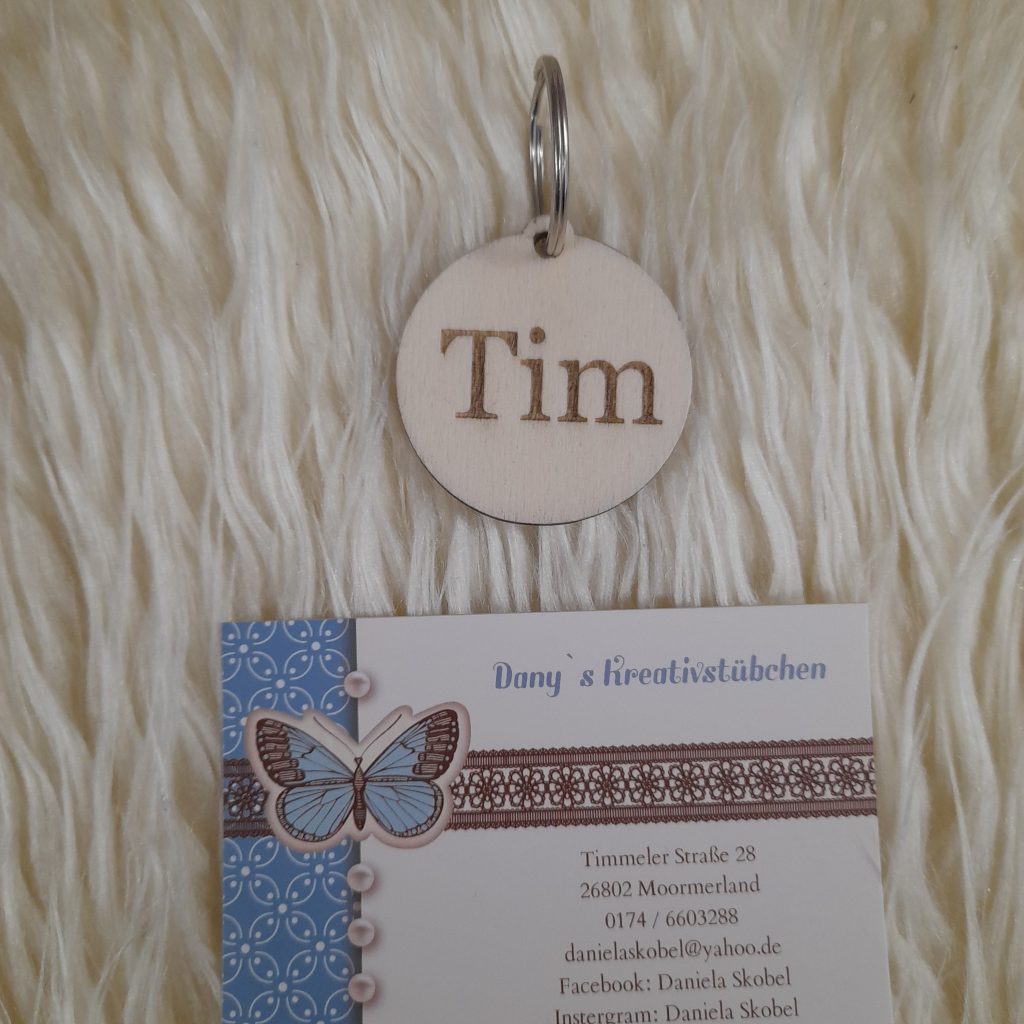 Tim
Dany`s Kreativstübchen
Timmeler Straße 28
26802 Moormerland
0174 / 6603288
danielaskobel@yahoo.de
Facebook: Daniela Skobel
Instergram: Daniela Skobel